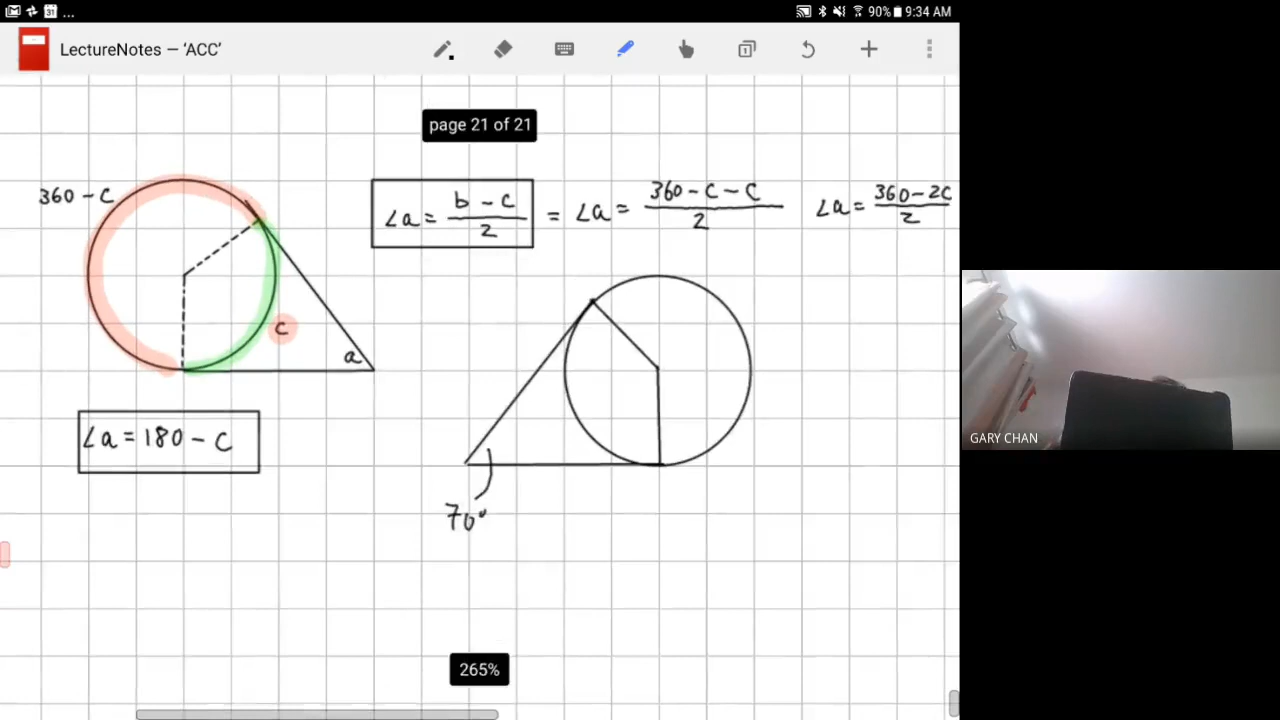 ... 90% 9:34 AM
LectureNotes – ‘ACC’
page 21 of 21
360 - C
∠a = b - c / 2 = ∠a = 360 - C - C / 2 ∠a = 360 - 2C / 2
c
a
∠a = 180 - C
70°
265%
GARY CHAN